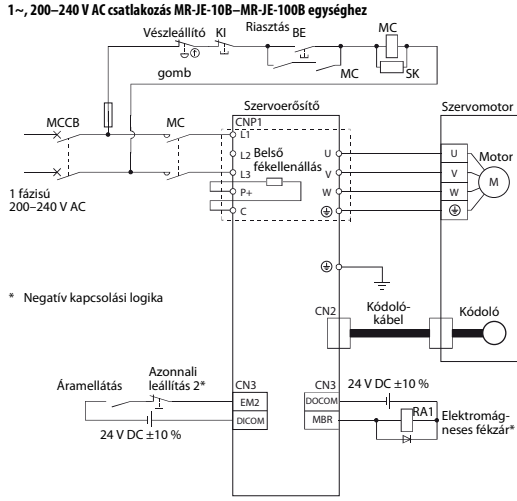 1~, 200–240 V AC csatlakozás MR-JE-10B–MR-JE-100B egységhez
Vészleállító KI Riasztás BE MC
gomb MC SK
Szervoerősítő Szervomotor
MCCB MC CNP1
L1
L2 Belső fékellenállás U U Motor
L3 V V M
P+ W W
C
1 fázisú
200–240 V AC
* Negatív kapcsolási logika
CN2 Kódoló-
kábel Kódoló
Áramellátás Azonnali
leállítás 2* CN3 CN3 24 V DC ±10 %
EM2 DOCOM
DICOM MBR RA1 Elektromág-
neses fékzár*
24 V DC ±10 %